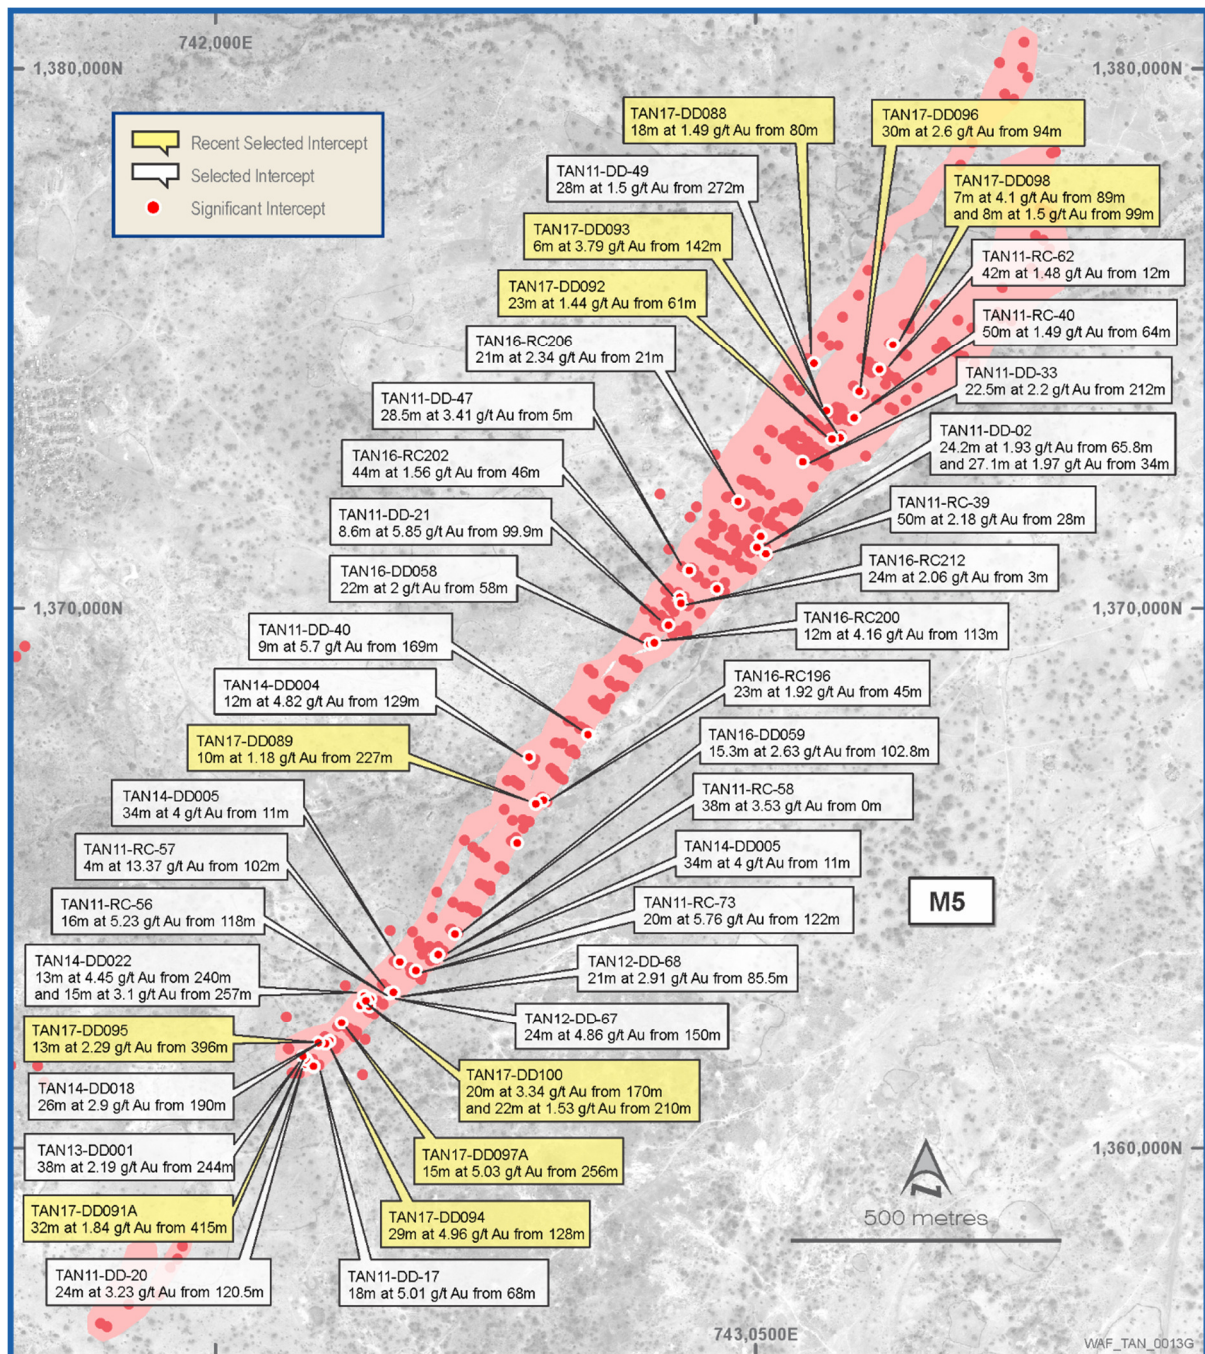 742,000E
1,380,000N
1,380,000N
Recent Selected Intercept
Selected Intercept
Significant Intercept
TAN17-DD088
18m at 1.49 g/t Au from 80m
TAN17-DD096
30m at 2.6 g/t Au from 94m
TAN11-DD-49
28m at 1.5 g/t Au from 272m
TAN17-DD098
7m at 4.1 g/t Au from 89m
and 8m at 1.5 g/t Au from 99m
TAN17-DD093
6m at 3.79 g/t Au from 142m
TAN11-RC-62
42m at 1.48 g/t Au from 12m
TAN17-DD092
23m at 1.44 g/t Au from 61m
TAN11-RC-40
50m at 1.49 g/t Au from 64m
TAN16-RC206
21m at 2.34 g/t Au from 21m
TAN11-DD-33
22.5m at 2.2 g/t Au from 212m
TAN11-DD-47
28.5m at 3.41 g/t Au from 5m
TAN11-DD-02
24.2m at 1.93 g/t Au from 65.8m
and 27.1m at 1.97 g/t Au from 34m
TAN16-RC202
44m at 1.56 g/t Au from 46m
TAN11-RC-39
50m at 2.18 g/t Au from 28m
TAN11-DD-21
8.6m at 5.85 g/t Au from 99.9m
TAN16-RC212
24m at 2.06 g/t Au from 3m
TAN16-DD058
22m at 2 g/t Au from 58m
1,370,000N
1,370,000N
TAN16-RC200
12m at 4.16 g/t Au from 113m
TAN11-DD-40
9m at 5.7 g/t Au from 169m
TAN16-RC196
23m at 1.92 g/t Au from 45m
TAN14-DD004
12m at 4.82 g/t Au from 129m
TAN16-DD059
15.3m at 2.63 g/t Au from 102.8m
TAN17-DD089
10m at 1.18 g/t Au from 227m
TAN11-RC-58
38m at 3.53 g/t Au from 0m
TAN14-DD005
34m at 4 g/t Au from 11m
TAN14-DD005
34m at 4 g/t Au from 11m
TAN11-RC-57
4m at 13.37 g/t Au from 102m
M5
TAN11-RC-73
20m at 5.76 g/t Au from 122m
TAN11-RC-56
16m at 5.23 g/t Au from 118m
TAN12-DD-68
21m at 2.91 g/t Au from 85.5m
TAN14-DD022
13m at 4.45 g/t Au from 240m
and 15m at 3.1 g/t Au from 257m
TAN12-DD-67
24m at 4.86 g/t Au from 150m
TAN17-DD095
13m at 2.29 g/t Au from 396m
TAN17-DD100
20m at 3.34 g/t Au from 170m
and 22m at 1.53 g/t Au from 210m
TAN14-DD018
26m at 2.9 g/t Au from 190m
TAN13-DD001
38m at 2.19 g/t Au from 244m
TAN17-DD097A
15m at 5.03 g/t Au from 256m
1,360,000N
TAN17-DD091A
32m at 1.84 g/t Au from 415m
TAN17-DD094
29m at 4.96 g/t Au from 128m
N
500 metres
TAN11-DD-20
24m at 3.23 g/t Au from 120.5m
TAN11-DD-17
18m at 5.01 g/t Au from 68m
743,0500E
WAF_TAN_0013G